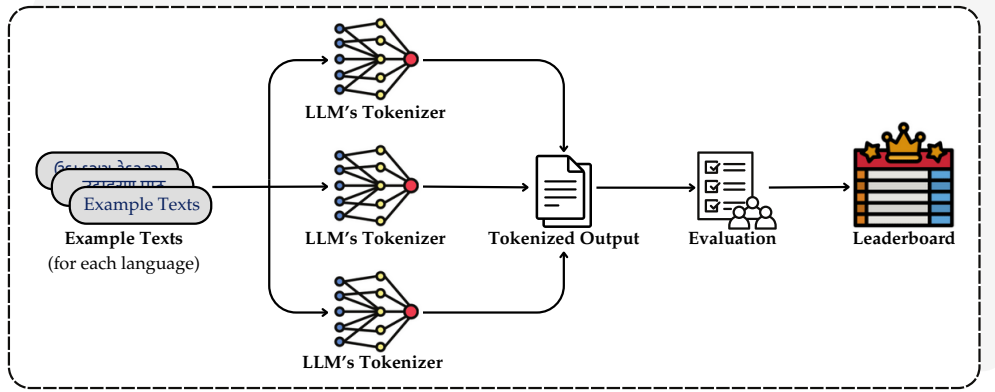 Example Texts
Example Texts
(for each language)
LLM's Tokenizer
LLM's Tokenizer
LLM's Tokenizer
Tokenized Output
Evaluation
Leaderboard